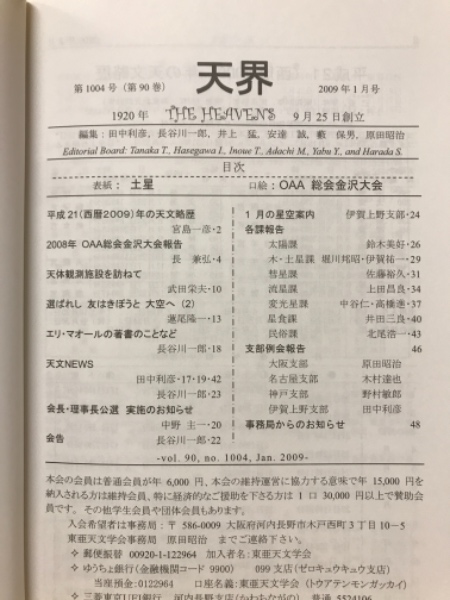 第1004号(第90巻)
天界
2009年1月号
1920年 THE HEAVENS 9月25日創立
編集:田中利彦,長谷川一郎,井上 猛,安達 誠,藪 保男,原田昭治
Editorial Board: Tanaka T., Hasegawa I., Inoue T., Adachi M., Yabu Y., and Harada S.
目次
表紙: 土星
口絵:OAA 総会金沢大会
平成21(西暦2009)年の天文略歴
宮島一彦・2
2008年 OAA総会金沢大会報告
長 兼弘・4
天体観測施設を訪ねて
武田栄夫・10
選ばれし 友はきぼうと 大空へ (2)
蓮尾隆一・13
エリ・マオールの著書のことなど
長谷川一郎・18
天文NEWS
田中利彦・17・19・42
長谷川一郎・23
会長・理事長公選 実施のお知らせ
中野 主一・20
会告
長谷川一郎・22
1 月の星空案内 伊賀上野支部・24
各課報告
太陽課 鈴木美好・26
木・土星課 堀川邦昭・伊賀祐一・29
彗星課 佐藤裕久・31
流星課 上田昌良・34
変光星課 中谷仁・高橋進・37
星食課 井田三良・40
民俗課 北尾浩一・43
支部例会報告 46
大阪支部 原田昭治
名古屋支部 木村達也
神戸支部 野村敏郎
伊賀上野支部 田中利彦
事務局からのお知らせ 48
-vol. 90, no. 1004, Jan. 2009-
本会の会員は普通会員が年 6,000 円、本会の維持運営に協力する意味で年 15,000 円を
納入される方は維持会員、特に経済的なご援助を下さる方は 1 口 30,000 円以上で賛助会
員です。その他学生会員や団体会員もあります。
入会希望者は事務局:〒 586-0009 大阪府河内長野市木戸西町3丁目10-5
東亜天文学会事務局 原田昭治 までご連絡下さい。
❖ 郵便振替 00920-1-122964 加入者名:東亜天文学会
❖ ゆうちょ銀行(金融機関コード 9900) 099 支店(ゼロキュウキュウ支店)
当座預金:0122964 口座名義:東亜天文学会(トウアテンモンガッカイ)
❖ 三菱東京UFJ銀行 河内長野支店(かわちながの) 普通 5524106